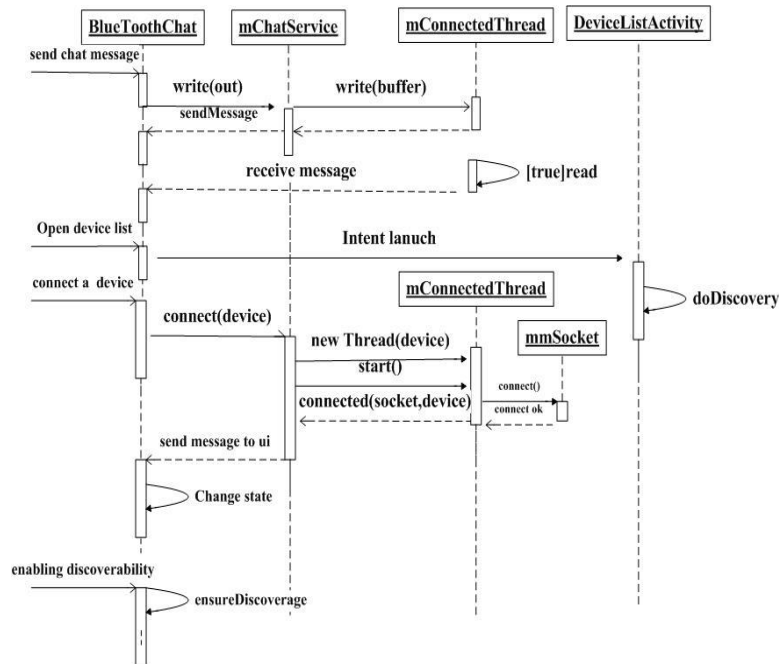 BlueToothChat
mChatService
mConnectedThread
DeviceListActivity
send chat message
write(out)
write(buffer)
sendMessage
receive message
[true]read
Open device list
Intent lanuch
connect a device
mConnectedThread
doDiscovery
connect(device)
new Thread(device)
mmSocket
start()
connect()
connected(socket,device)
connect ok
send message to ui
Change state
enabling discoverability
ensureDiscoverage